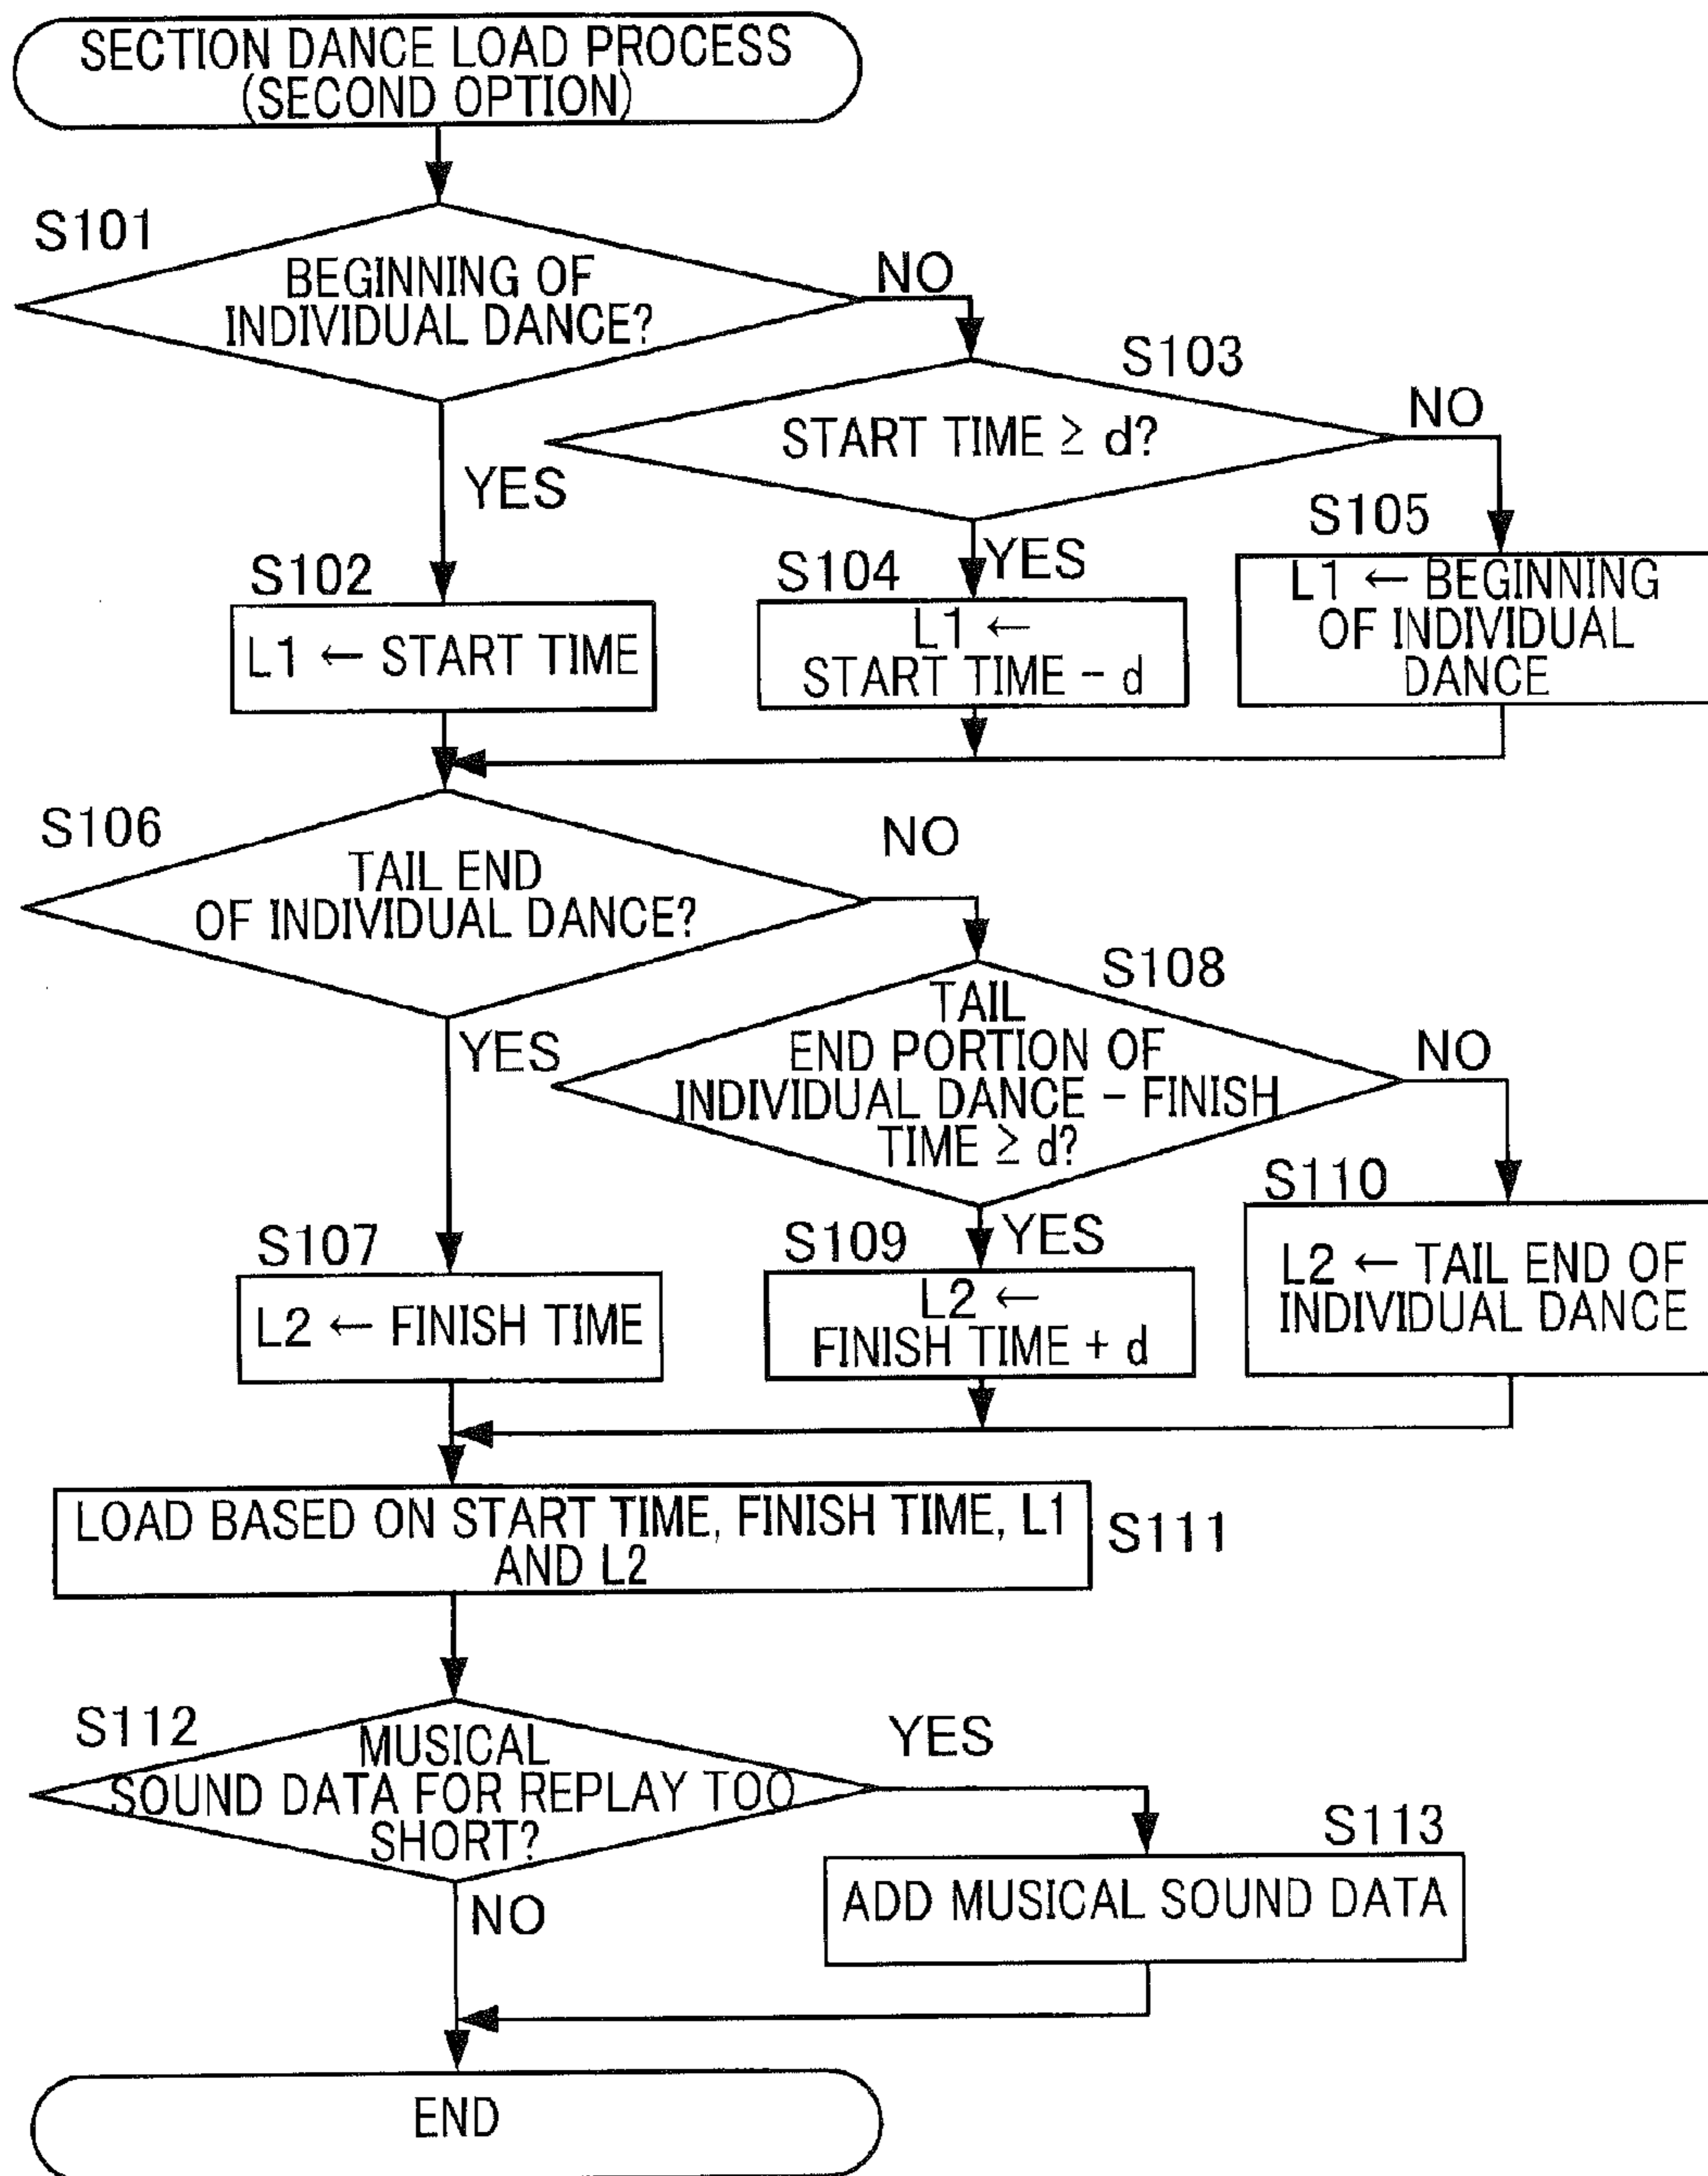 SECTION DANCE LOAD PROCESS
(SECOND OPTION)
S101
BEGINNING OF
INDIVIDUAL DANCE?
NO
S103
START TIME ≥ d?
NO
YES
S105
L1 ← BEGINNING
OF INDIVIDUAL
DANCE
S102
L1 ← START TIME
S104
YES
L1 ←
START TIME − d
S106
TAIL END
OF INDIVIDUAL DANCE?
NO
S108
TAIL
END PORTION OF
INDIVIDUAL DANCE − FINISH
TIME ≥ d?
NO
YES
S110
L2 ← TAIL END OF
INDIVIDUAL DANCE
S107
L2 ← FINISH TIME
S109
YES
L2 ←
FINISH TIME + d
LOAD BASED ON START TIME, FINISH TIME, L1
AND L2
S111
S112
MUSICAL
SOUND DATA FOR REPLAY TOO
SHORT?
YES
S113
ADD MUSICAL SOUND DATA
NO
END